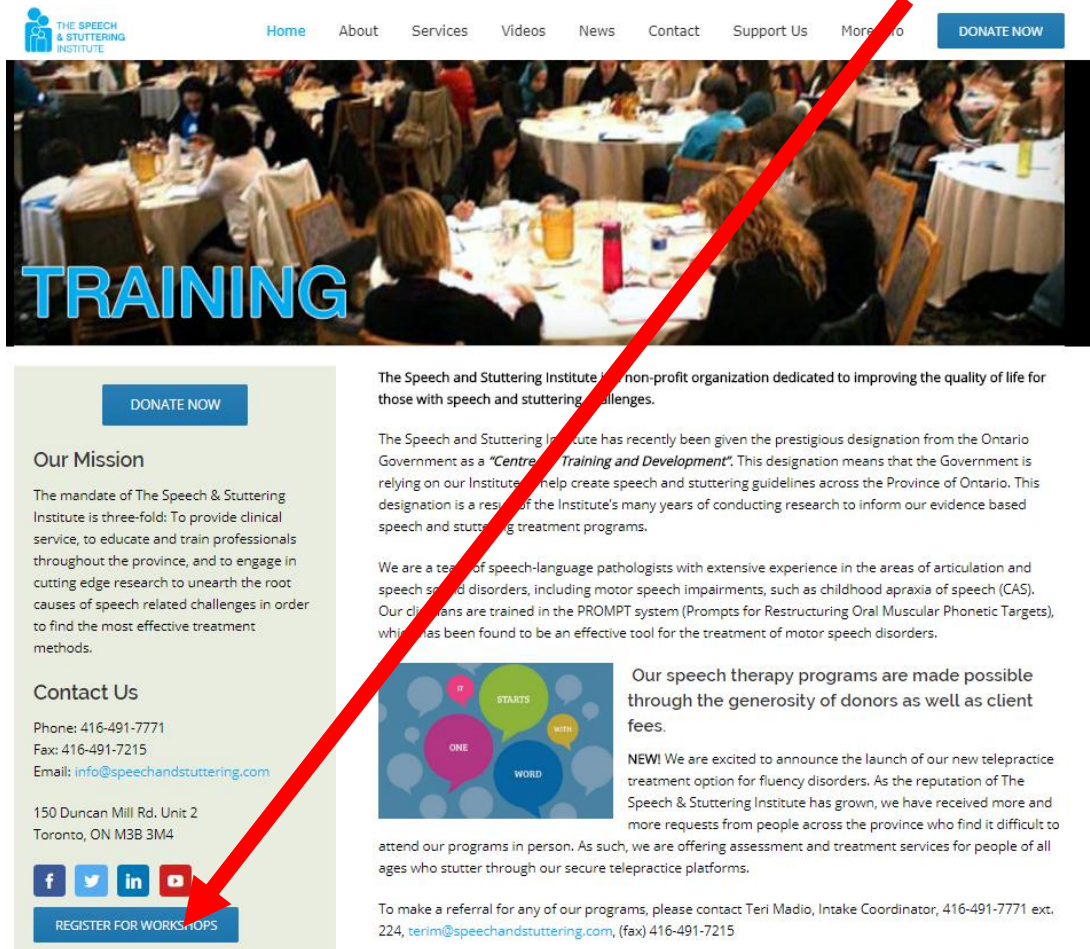 THE SPEECH
& STUTTERING
INSTITUTE
Home About Services Videos News Contact Support Us More DONATE NOW
TRAINING
DONATE NOW
Our Mission
The mandate of The Speech & Stuttering
Institute is three-fold: To provide clinical
service, to educate and train professionals
throughout the province, and to engage in
cutting edge research to unearth the root
causes of speech related challenges in order
to find the most effective treatment
methods.
Contact Us
Phone: 416-491-7771
Fax: 416-491-7215
Email: info@speechandstuttering.com
150 Duncan Mill Rd. Unit 2
Toronto, ON M3B 3M4
REGISTER FOR WORKSHOPS
The Speech and Stuttering Institute is a non-profit organization dedicated to improving the quality of life for
those with speech and stuttering challenges.
The Speech and Stuttering Institute has recently been given the prestigious designation from the Ontario
Government as a "Centre Training and Development". This designation means that the Government is
relying on our Institute help create speech and stuttering guidelines across the Province of Ontario. This
designation is a result of the Institute's many years of conducting research to inform our evidence based
speech and stuttering treatment programs.
We are a team of speech-language pathologists with extensive experience in the areas of articulation and
speech sound disorders, including motor speech impairments, such as childhood apraxia of speech (CAS).
Our clinicians are trained in the PROMPT system (Prompts for Restructuring Oral Muscular Phonetic Targets),
which has been found to be an effective tool for the treatment of motor speech disorders.
IT
STARTS
WITH
ONE
WORD
Our speech therapy programs are made possible
through the generosity of donors as well as client
fees.
NEW! We are excited to announce the launch of our new telepractice
treatment option for fluency disorders. As the reputation of The
Speech & Stuttering Institute has grown, we have received more and
more requests from people across the province who find it difficult to
attend our programs in person. As such, we are offering assessment and treatment services for people of all
ages who stutter through our secure telepractice platforms.
To make a referral for any of our programs, please contact Teri Madio, Intake Coordinator, 416-491-7771 ext.
224, terim@speechandstuttering.com, (fax) 416-491-7215